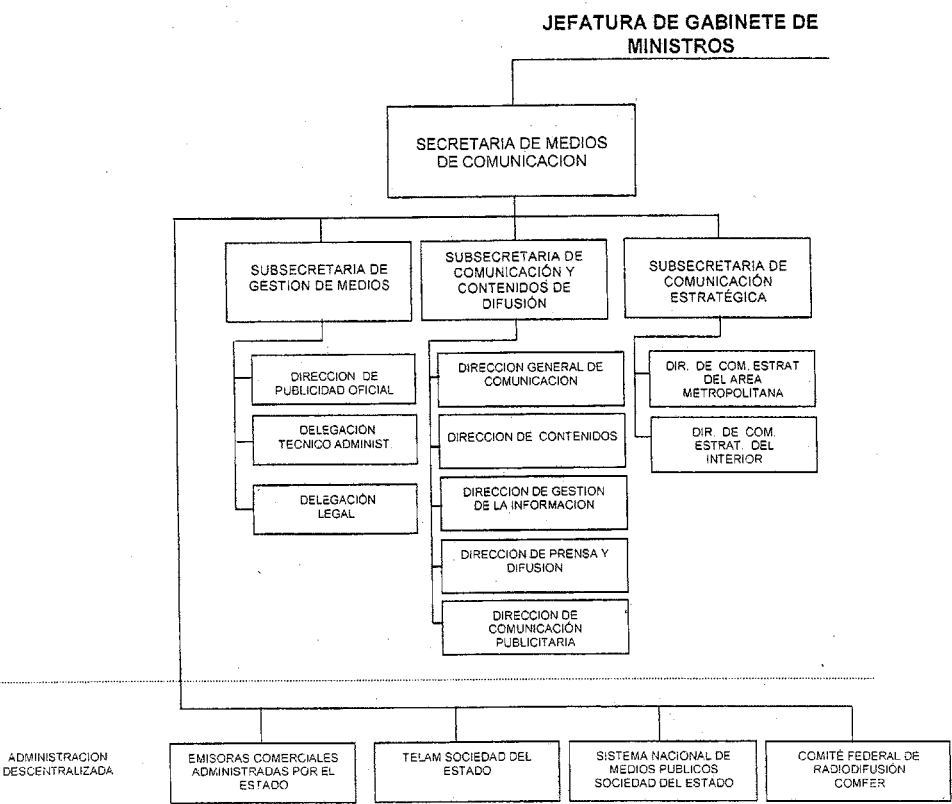 JEFATURA DE GABINETE DE
MINISTROS
SECRETARIA DE MEDIOS
DE COMUNICACION
SUBSECRETARIA DE
GESTION DE MEDIOS
SUBSECRETARIA DE
COMUNICACIÓN Y
CONTENIDOS DE
DIFUSIÓN
SUBSECRETARIA DE
COMUNICACIÓN
ESTRATÉGICA
DIRECCION DE
PUBLICIDAD OFICIAL
DELEGACIÓN
TECNICO ADMINIST.
DELEGACIÓN
LEGAL
DIRECCION GENERAL DE
COMUNICACION
DIRECCION DE CONTENIDOS
DIRECCION DE GESTION
DE LA INFORMACION
DIRECCIÓN DE PRENSA Y
DIFUSION
DIRECCION DE
COMUNICACIÓN
PUBLICITARIA
DIR. DE COM. ESTRAT
DEL AREA
METROPOLITANA
DIR. DE COM.
ESTRAT. DEL
INTERIOR
ADMINISTRACION
DESCENTRALIZADA
EMISORAS COMERCIALES
ADMINISTRADAS POR EL
ESTADO
TELAM SOCIEDAD DEL
ESTADO
SISTEMA NACIONAL DE
MEDIOS PUBLICOS
SOCIEDAD DEL ESTADO
COMITÉ FEDERAL DE
RADIODIFUSIÓN
COMFER